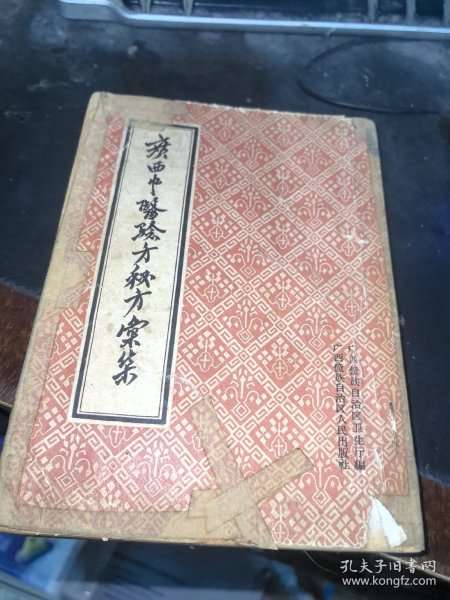 广西中醫驗方秘方彙集
广西僮族自治区卫生厅編
广西僮族自治区人民出版社
孔夫子旧书网
www.kongfz.com